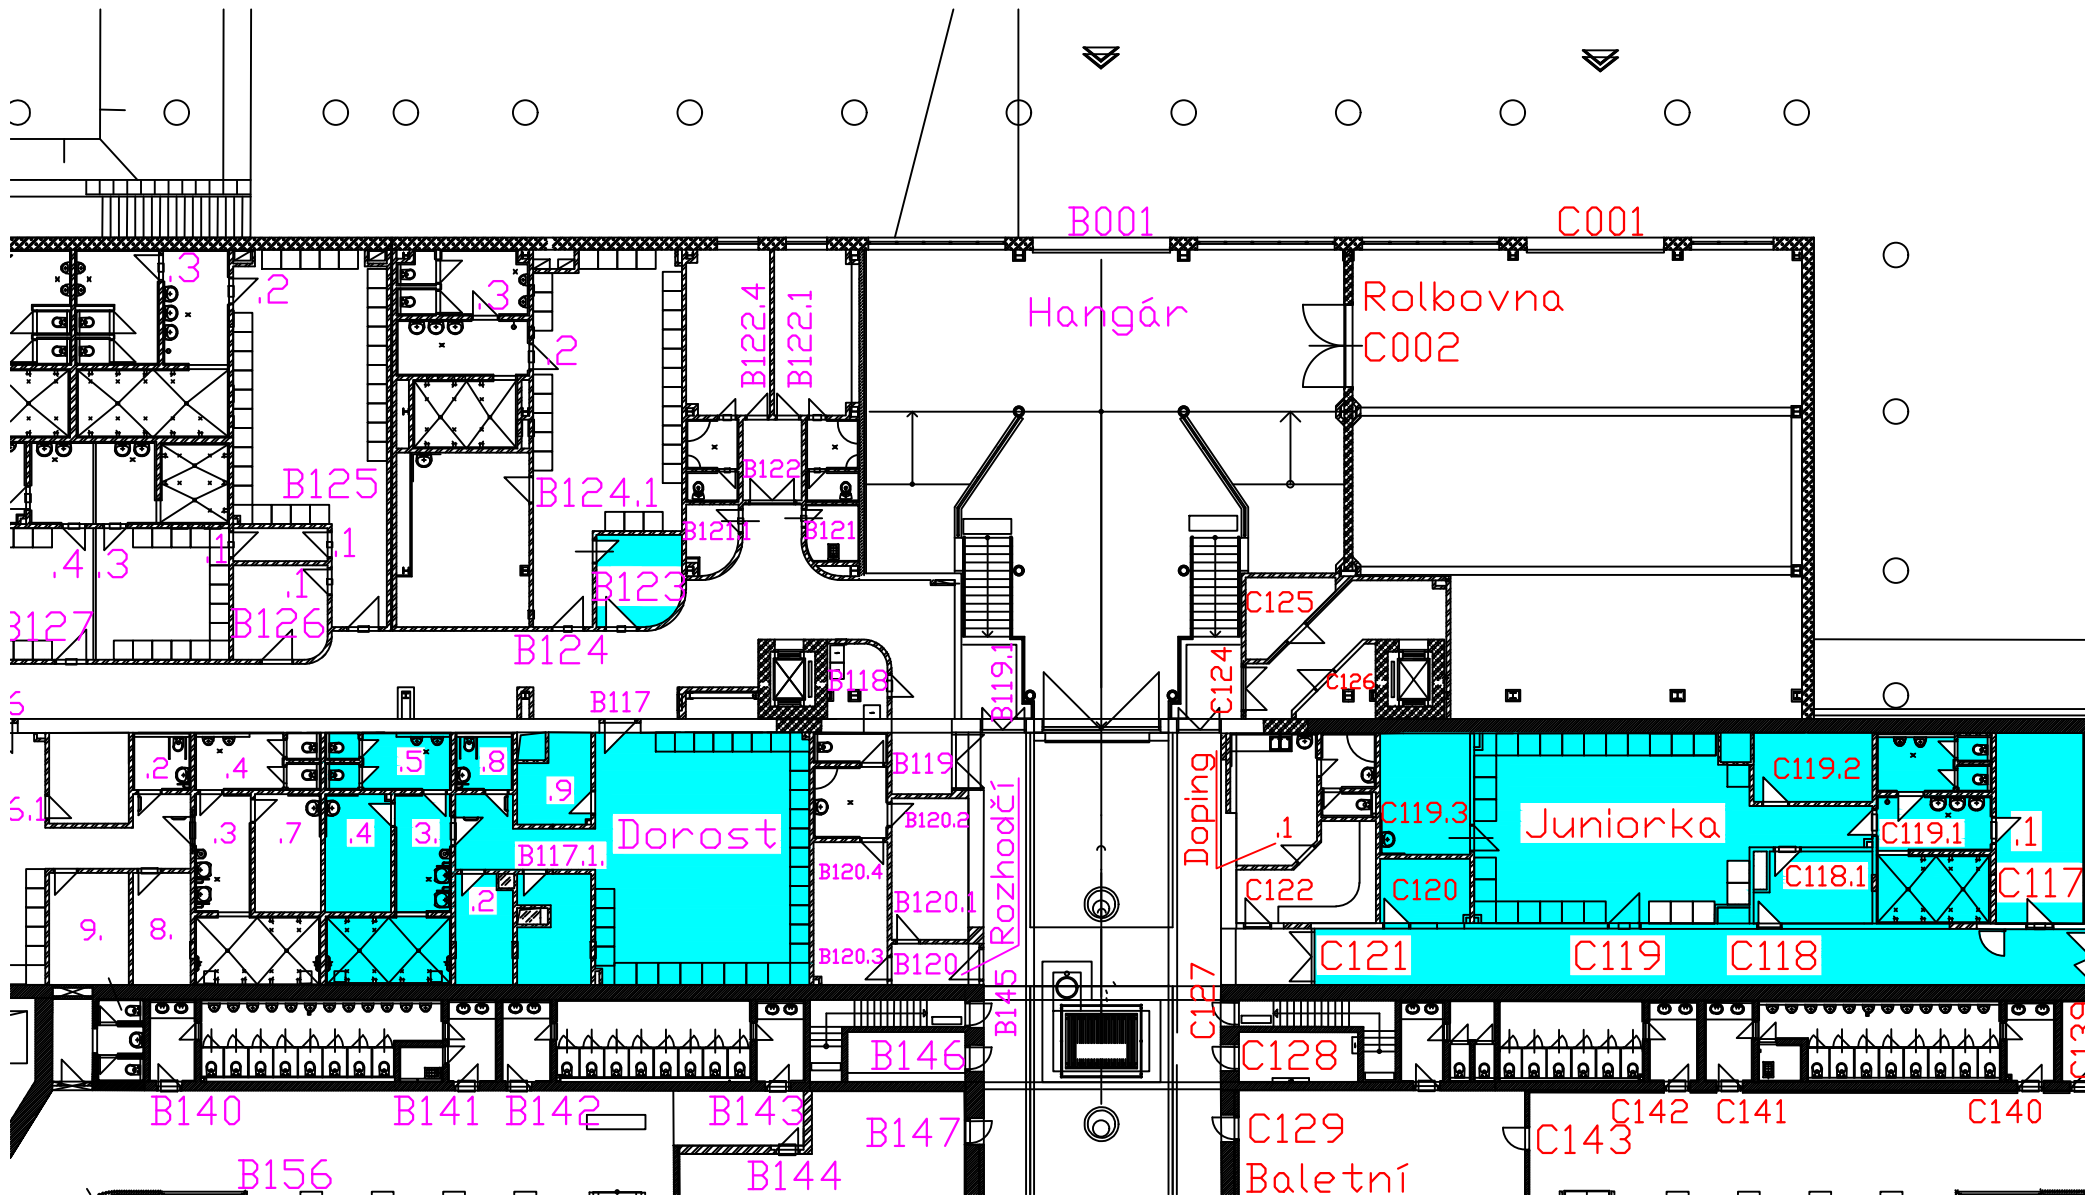 B001
C001
.3
.2
.3
Hangár
Rolbovna
C002
.2
B122.4
B122.1
B125
B124.1
B122
B121.1
B121
.4
.3
.1
.1
.1
B123
C125
B127
B126
B124
B118
B119.1
C124
C126
B117
.2
.4
.5
.8
.9
B119
Rozhodčí
Doping
C119.3
C119.2
6.1
.3
.7
.4
3.
Dorost
B120.2
.1
Juniorka
C119.1
.1
B117.1.
B120.4
C122
C120
C118.1
C117
.2
B120.1
9.
8.
B120.3
B120
C121
C119
C118
B145
C127
B146
C128
C139
B140
B141
B142
B143
B147
C129
C142
C141
C140
C143
B156
B144
Baletní